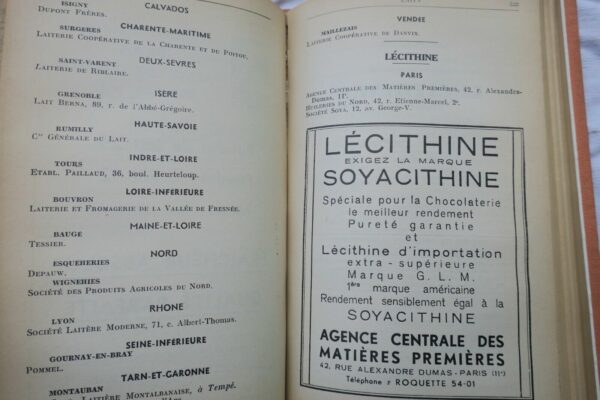 CALVADOS
ISIGNY
DUPONT FRÈRES.
CHARENTE-MARITIME
SURGERES
LAITERIE COOPÉRATIVE DE LA CHARENTE ET DU POITOU.
DEUX-SEVRES
SAINT-VARENT
LAITERIE DE RIBLAIRE.
ISERE
GRENOBLE
LAIT BERNA, 89, r. de l'Abbé-Grégoire.
HAUTE-SAVOIE
RUMILLY
Cie GÉNÉRALE DU LAIT.
INDRE-ET-LOIRE
TOURS
ETABL. PAILLAUD, 36, boul. Heurteloup.
LOIRE-INFERIEURE
BOUVRON
LAITERIE ET FROMAGERIE DE LA VALLÉE DE FRESNÉE.
MAINE-ET-LOIRE
BAUGE
TESSIER.
NORD
ESQUEHERIES
DEPAUW.
WIGNEHIES
SOCIÉTÉ DES PRODUITS AGRICOLES DU NORD.
RHONE
LYON
SOCIÉTÉ LAITIÈRE MODERNE, 71, c. Albert-Thomas.
SEINE-INFERIEURE
GOURNAY-EN-BRAY
POMMEL.
TARN-ET-GARONNE
MONTAUBAN
LAITERIE MONTALBANAISE, à Tempé.
VENDEE
MAILLEZAIS
LAITERIE COOPÉRATIVE DE DANVIX.
LÉCITHINE
PARIS
AGENCE CENTRALE DES MATIÈRES PREMIÈRES, 42, r. Alexandre-
Dumas, 11e.
HUILERIES DU NORD, 42, r. Etienne-Marcel, 2e.
SOCIÉTÉ SOYA, 12, av. George-V.
LÉCITHINE
EXIGEZ LA MARQUE
SOYACITHINE
Spéciale pour la Chocolaterie
le meilleur rendement
Pureté garantie
et
Lécithine d'importation
extra - supérieure
Marque G. L. M.
1ère marque américaine
Rendement sensiblement égal à la
SOYACITHINE
AGENCE CENTRALE DES
MATIÈRES PREMIÈRES
42, RUE ALEXANDRE DUMAS - PARIS (11e)
Téléphone : ROQUETTE 54-01